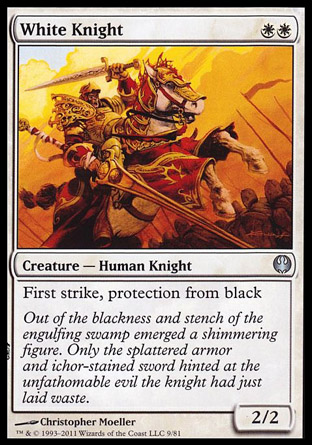 White Knight
Creature — Human Knight
First strike, protection from black
Out of the blackness and stench of the
engulfing swamp emerged a shimmering
figure. Only the splattered armor
and ichor-stained sword hinted at the
unfathomable evil the knight had just
laid waste.
2/2
Christopher Moeller
™ & © 1993–2011 Wizards of the Coast LLC 9/81